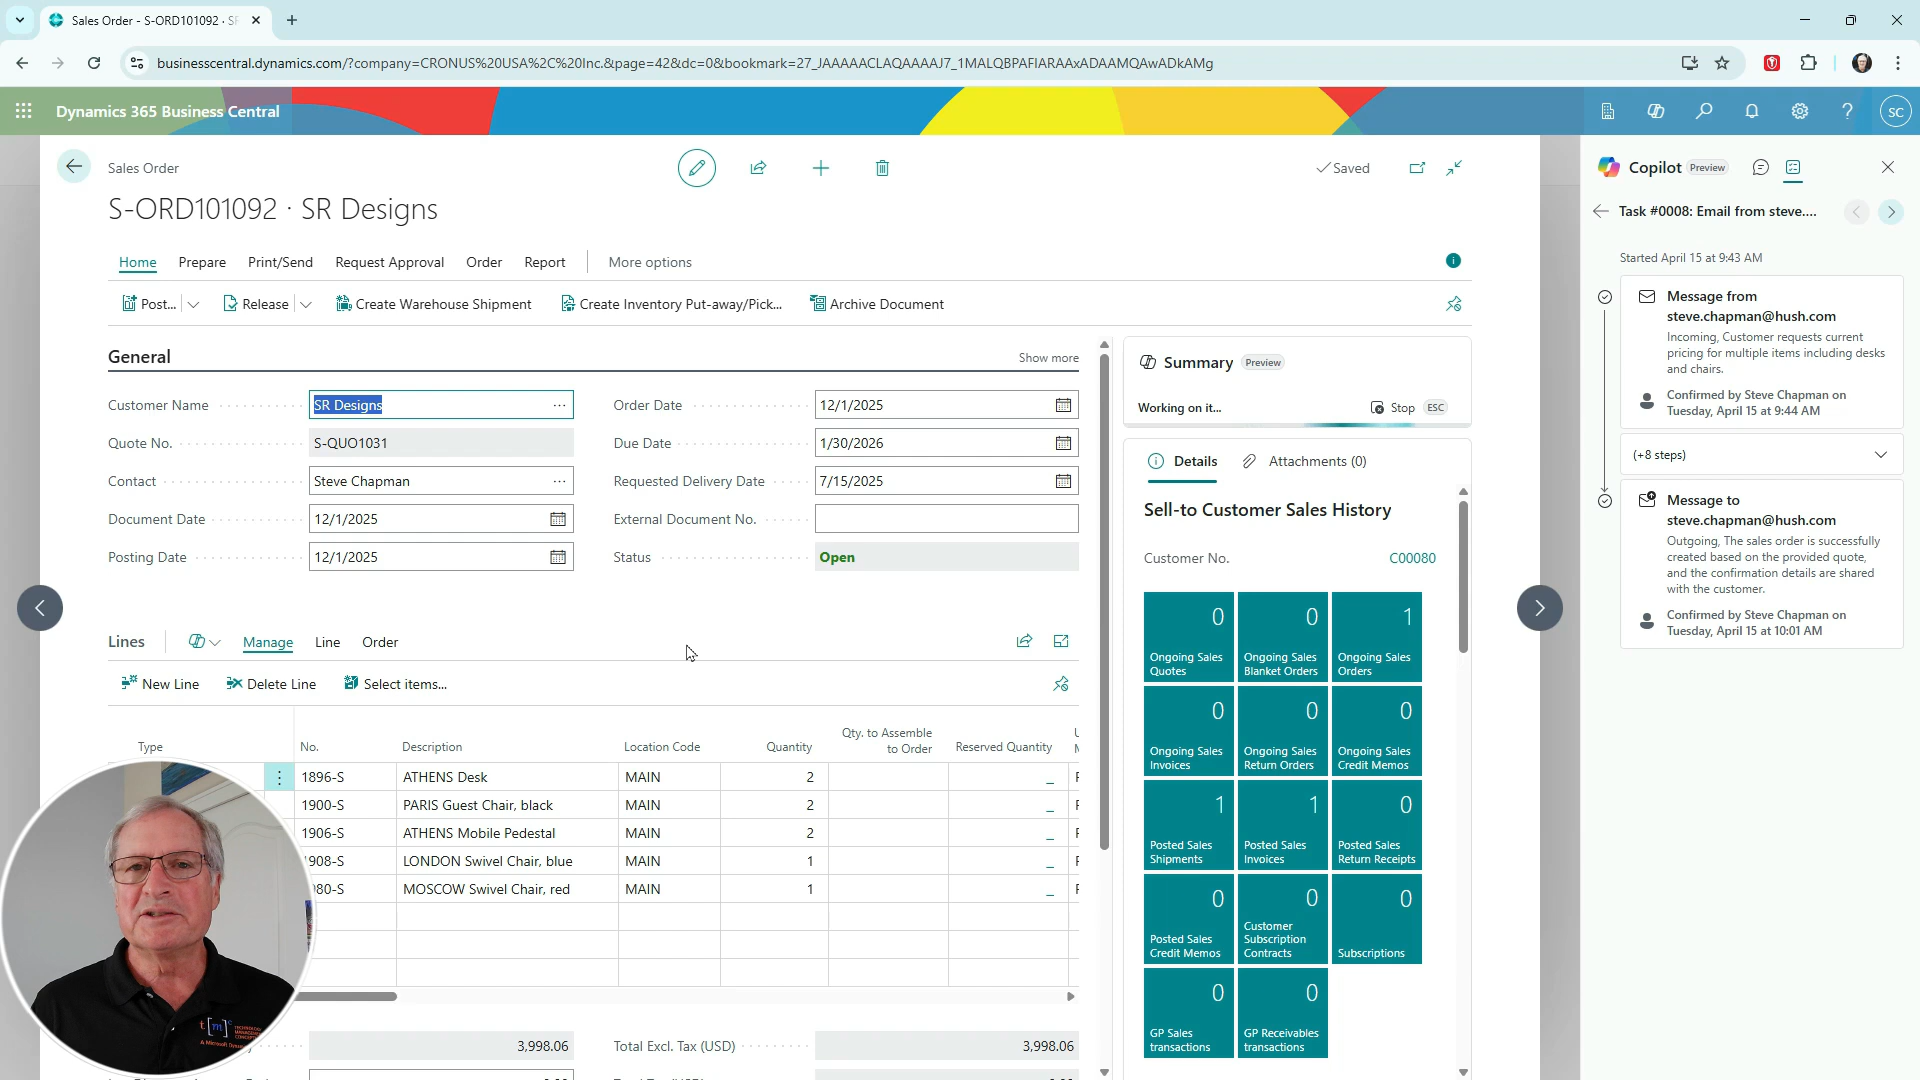 Sales Order - S-ORD101092 · SR
businesscentral.dynamics.com/?company=CRONUS%20USA%2C%20Inc.&page=42&dc=0&bookmark=27_JAAAAACLAQAAAAJ7_1MALQBPAFIARAAxADAAMQAwADkAMg
Dynamics 365 Business Central
SC
Sales Order
Saved
S-ORD101092 · SR Designs
Home Prepare Print/Send Request Approval Order Report More options
Post... Release Create Warehouse Shipment Create Inventory Put-away/Pick... Archive Document
General Show more
Customer Name SR Designs Order Date 12/1/2025
Quote No. S-QUO1031 Due Date 1/30/2026
Contact Steve Chapman Requested Delivery Date 7/15/2025
Document Date 12/1/2025 External Document No.
Posting Date 12/1/2025 Status Open
Lines Manage Line Order
New Line Delete Line Select items...
Type No. Description Location Code Quantity Qty. to Assemble to Order Reserved Quantity
1896-S ATHENS Desk MAIN 2
1900-S PARIS Guest Chair, black MAIN 2
1906-S ATHENS Mobile Pedestal MAIN 2
908-S LONDON Swivel Chair, blue MAIN 1
80-S MOSCOW Swivel Chair, red MAIN 1
3,998.06 Total Excl. Tax (USD) 3,998.06
Summary Preview
Working on it... Stop ESC
Details Attachments (0)
Sell-to Customer Sales History
Customer No. C00080
0 0 1
Ongoing Sales Quotes
Ongoing Sales Blanket Orders
Ongoing Sales Orders
0 0 0
Ongoing Sales Invoices
Ongoing Sales Return Orders
Ongoing Sales Credit Memos
1 1 0
Posted Sales Shipments
Posted Sales Invoices
Posted Sales Return Receipts
0 0 0
Posted Sales Credit Memos
Customer Subscription Contracts
Subscriptions
0 0
GP Sales transactions
GP Receivables transactions
Copilot Preview
Task #0008: Email from steve....
Started April 15 at 9:43 AM
Message from
steve.chapman@hush.com
Incoming, Customer requests current
pricing for multiple items including desks
and chairs.
Confirmed by Steve Chapman on
Tuesday, April 15 at 9:44 AM
(+8 steps)
Message to
steve.chapman@hush.com
Outgoing, The sales order is successfully
created based on the provided quote,
and the confirmation details are shared
with the customer.
Confirmed by Steve Chapman on
Tuesday, April 15 at 10:01 AM